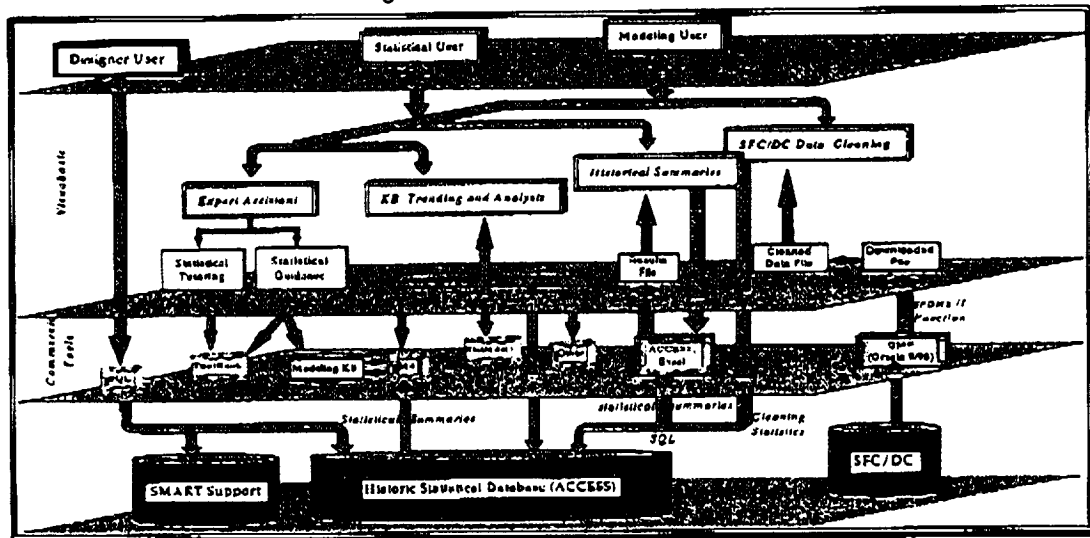 Designer User
Statistical User
Modeling User
Visualbasic
SFC/DC Data Cleaning
Historical Summaries
KB Trending and Analysis
Expert Assistant
Statistical
Tutoring
Statistical
Guidance
Results
File
Cleaned
Data File
Downloaded
File
Function
Commercial
Tools
Modeling KB
ACCESS,
Excel
Statistical Summaries
Statistical Summaries
SQL
Cleaning
Statistics
SMART Support
Historic Statistical Database (ACCESS)
SFC/DC